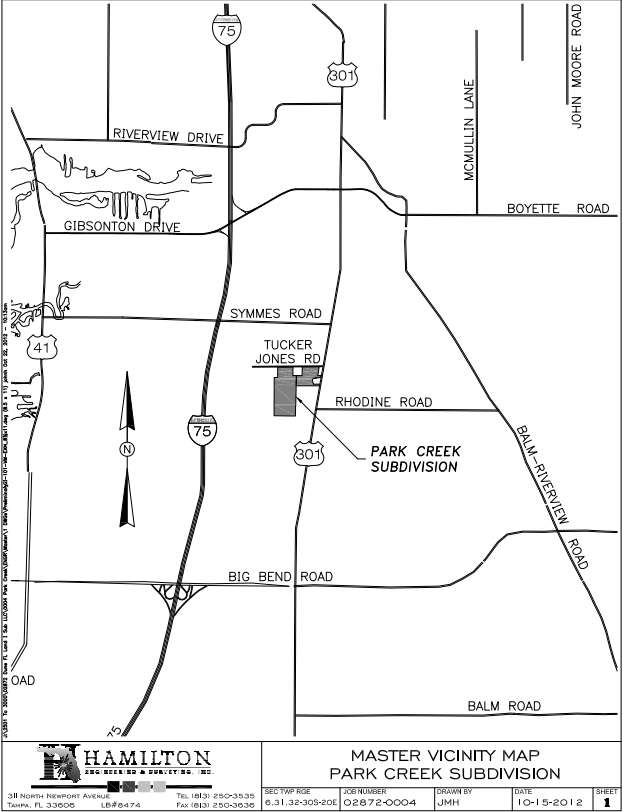 75
301
JOHN MOORE ROAD
MCMULLIN LANE
RIVERVIEW DRIVE
BOYETTE ROAD
GIBSONTON DRIVE
SYMMES ROAD
41
TUCKER
JONES RD
RHODINE ROAD
N
75
301
PARK CREEK
SUBDIVISION
BALM-RIVERVIEW ROAD
BIG BEND ROAD
OAD
BALM ROAD
75
HAMILTON
ENGINEERING & SURVEYING, INC.
311 NORTH NEWPORT AVENUE
TAMPA, FL 33606
LB#8474
TEL (813) 250-3535
FAX (813) 250-3636
MASTER VICINITY MAP
PARK CREEK SUBDIVISION
SEC TWP RGE
6,31,32-30S-20E
JOB NUMBER
02872-0004
DRAWN BY
JMH
DATE
10-15-2012
SHEET
1